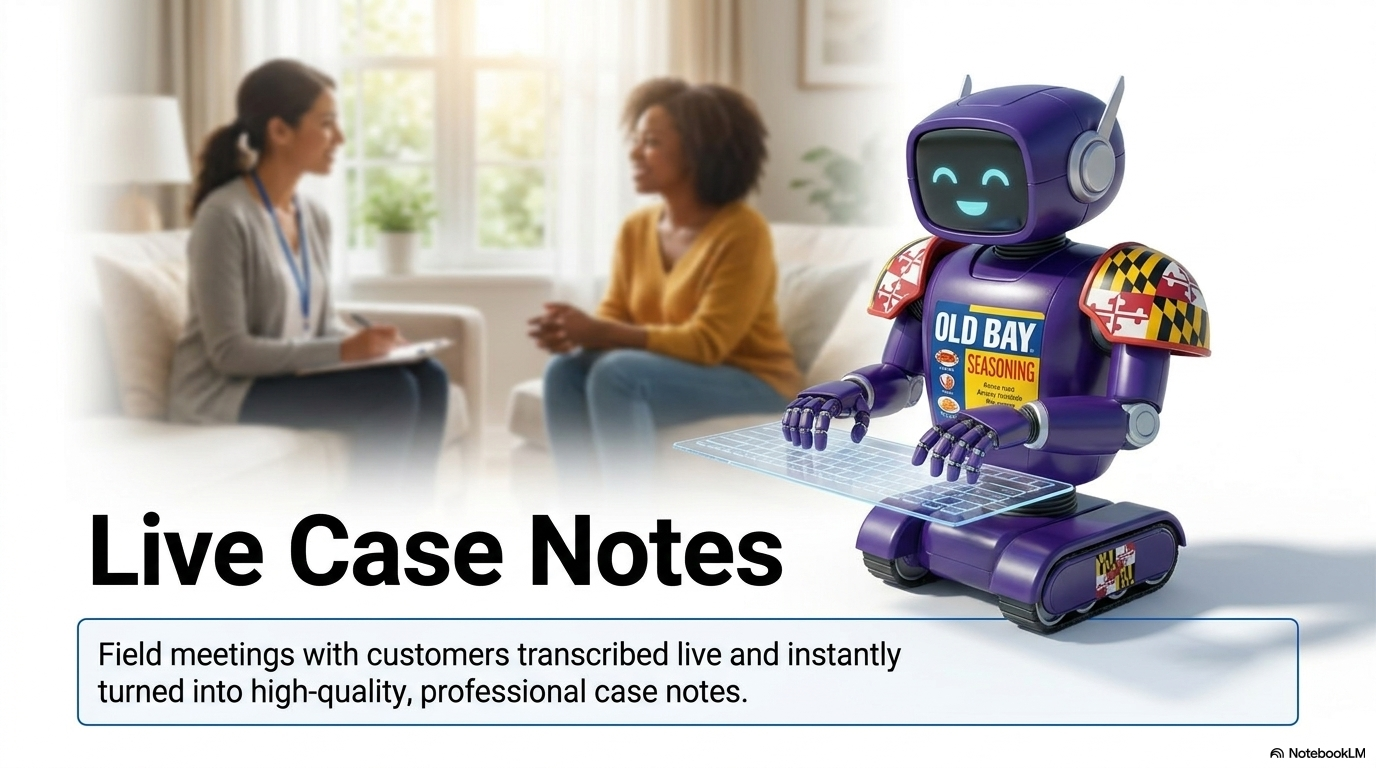 OLD BAY
SEASONING
Live Case Notes
Field meetings with customers transcribed live and instantly
turned into high-quality, professional case notes.
NotebookLM